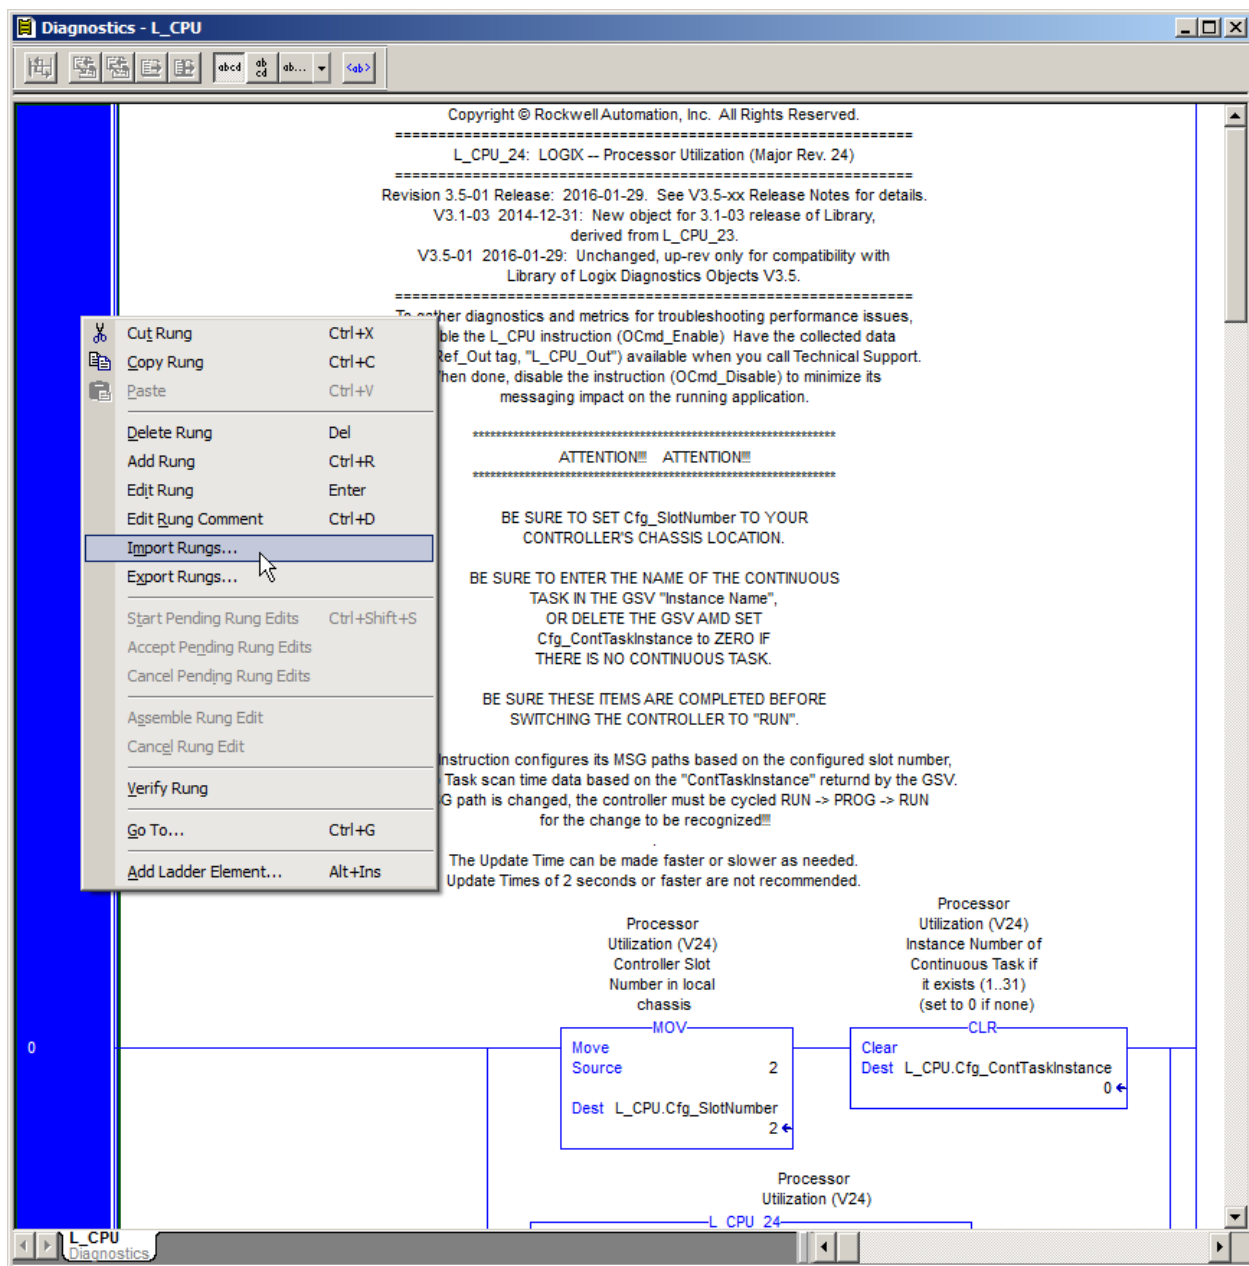 Diagnostics - L_CPU
abcd ab cd ab... <ab>
Copyright © Rockwell Automation, Inc. All Rights Reserved.
============================================================
L_CPU_24: LOGIX -- Processor Utilization (Major Rev. 24)
============================================================
Revision 3.5-01 Release: 2016-01-29. See V3.5-xx Release Notes for details.
V3.1-03 2014-12-31: New object for 3.1-03 release of Library,
derived from L_CPU_23.
V3.5-01 2016-01-29: Unchanged, up-rev only for compatibility with
Library of Logix Diagnostics Objects V3.5.
============================================================
To gather diagnostics and metrics for troubleshooting performance issues,
ble the L_CPU instruction (OCmd_Enable) Have the collected data
Ref_Out tag, "L_CPU_Out") available when you call Technical Support.
hen done, disable the instruction (OCmd_Disable) to minimize its
messaging impact on the running application.
****************************************************************
ATTENTION!!! ATTENTION!!!
****************************************************************
BE SURE TO SET Cfg_SlotNumber TO YOUR
CONTROLLER'S CHASSIS LOCATION.
BE SURE TO ENTER THE NAME OF THE CONTINUOUS
TASK IN THE GSV "Instance Name",
OR DELETE THE GSV AMD SET
Cfg_ContTaskInstance to ZERO IF
THERE IS NO CONTINUOUS TASK.
BE SURE THESE ITEMS ARE COMPLETED BEFORE
SWITCHING THE CONTROLLER TO "RUN".
Instruction configures its MSG paths based on the configured slot number,
Task scan time data based on the "ContTaskInstance" returnd by the GSV.
G path is changed, the controller must be cycled RUN -> PROG -> RUN
for the change to be recognized!!!
.
The Update Time can be made faster or slower as needed.
Update Times of 2 seconds or faster are not recommended.
Cut Rung Ctrl+X
Copy Rung Ctrl+C
Paste Ctrl+V
Delete Rung Del
Add Rung Ctrl+R
Edit Rung Enter
Edit Rung Comment Ctrl+D
Import Rungs...
Export Rungs...
Start Pending Rung Edits Ctrl+Shift+S
Accept Pending Rung Edits
Cancel Pending Rung Edits
Assemble Rung Edit
Cancel Rung Edit
Verify Rung
Go To... Ctrl+G
Add Ladder Element... Alt+Ins
Processor
Utilization (V24)
Controller Slot
Number in local
chassis
MOV
Move
Source 2
Dest L_CPU.Cfg_SlotNumber
2
Processor
Utilization (V24)
Instance Number of
Continuous Task if
it exists (1..31)
(set to 0 if none)
CLR
Clear
Dest L_CPU.Cfg_ContTaskInstance
0
0
Processor
Utilization (V24)
L_CPU_24
L_CPU
Diagnostics